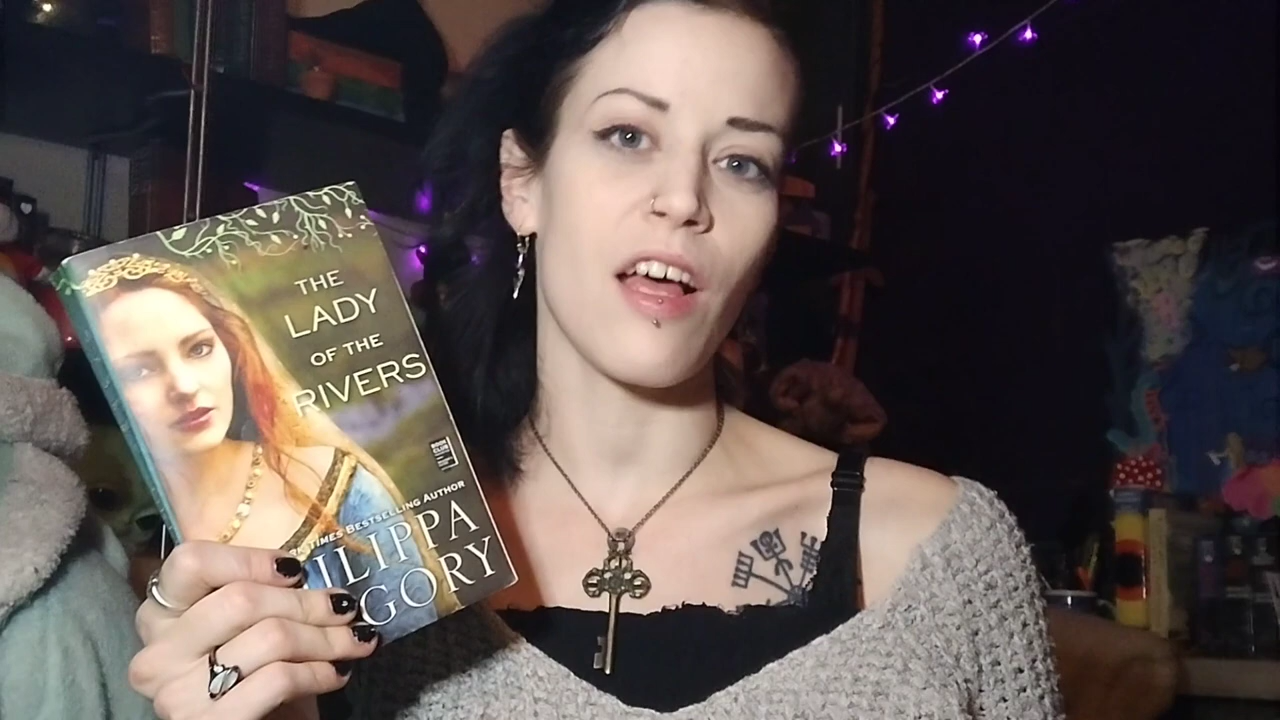 THE
LADY
OF THE
RIVERS
TIMES BESTSELLING AUTHOR
ILIPPA
GORY